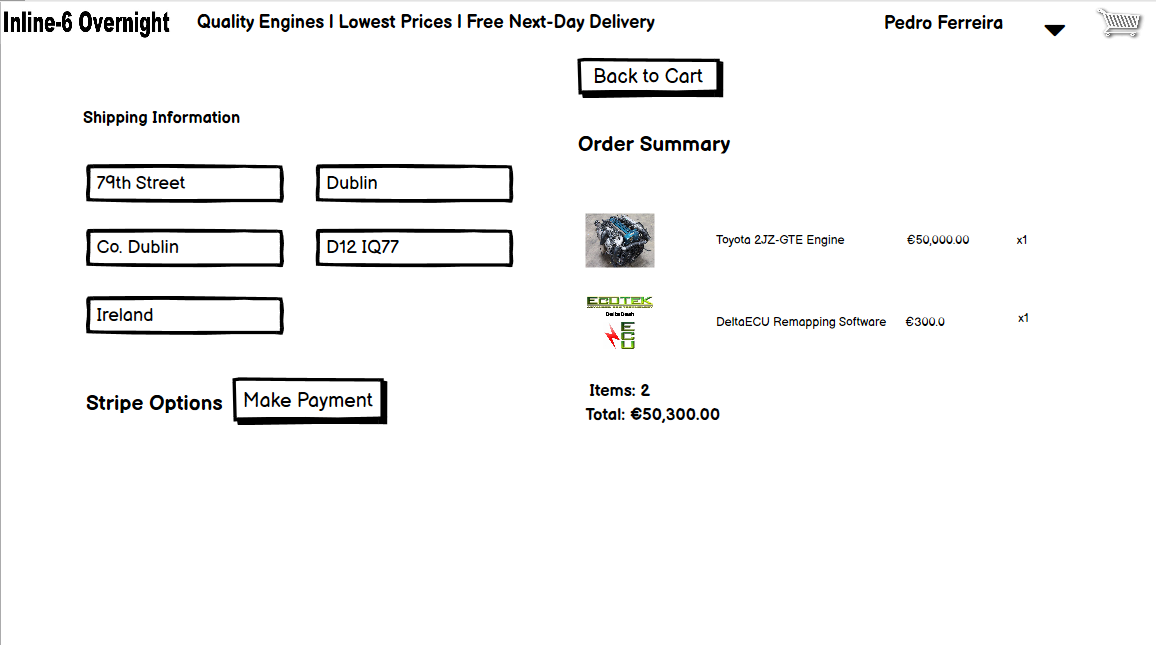 Inline-6 Overnight
Quality Engines I Lowest Prices I Free Next-Day Delivery
Pedro Ferreira
Back to Cart
Shipping Information
Order Summary
79th Street
Dublin
Co. Dublin
D12 IQ77
Ireland
Toyota 2JZ-GTE Engine
€50,000.00
x1
ECOTEK
ECU
DeltaECU Remapping Software
€300.0
x1
Stripe Options
Make Payment
Items: 2
Total: €50,300.00